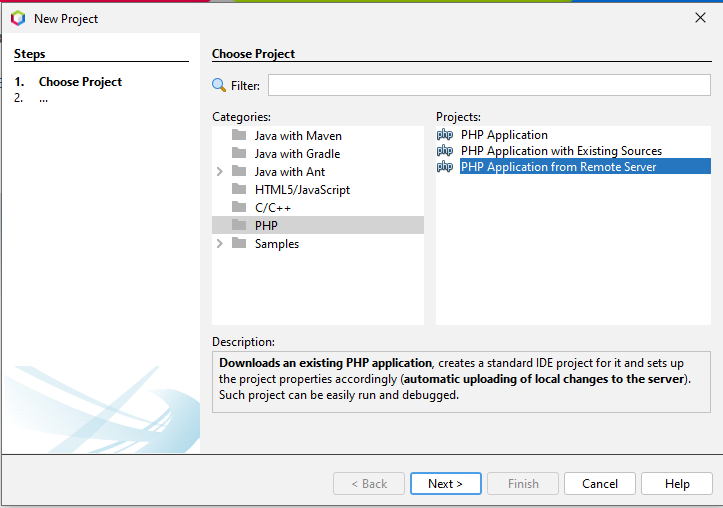 New Project
Steps
1. Choose Project
2. ...
Choose Project
Filter:
Categories:
Java with Maven
Java with Gradle
Java with Ant
HTML5/JavaScript
C/C++
PHP
Samples
Projects:
php PHP Application
php PHP Application with Existing Sources
php PHP Application from Remote Server
Description:
Downloads an existing PHP application, creates a standard IDE project for it and sets up
the project properties accordingly (automatic uploading of local changes to the server).
Such project can be easily run and debugged.
< Back
Next >
Finish
Cancel
Help